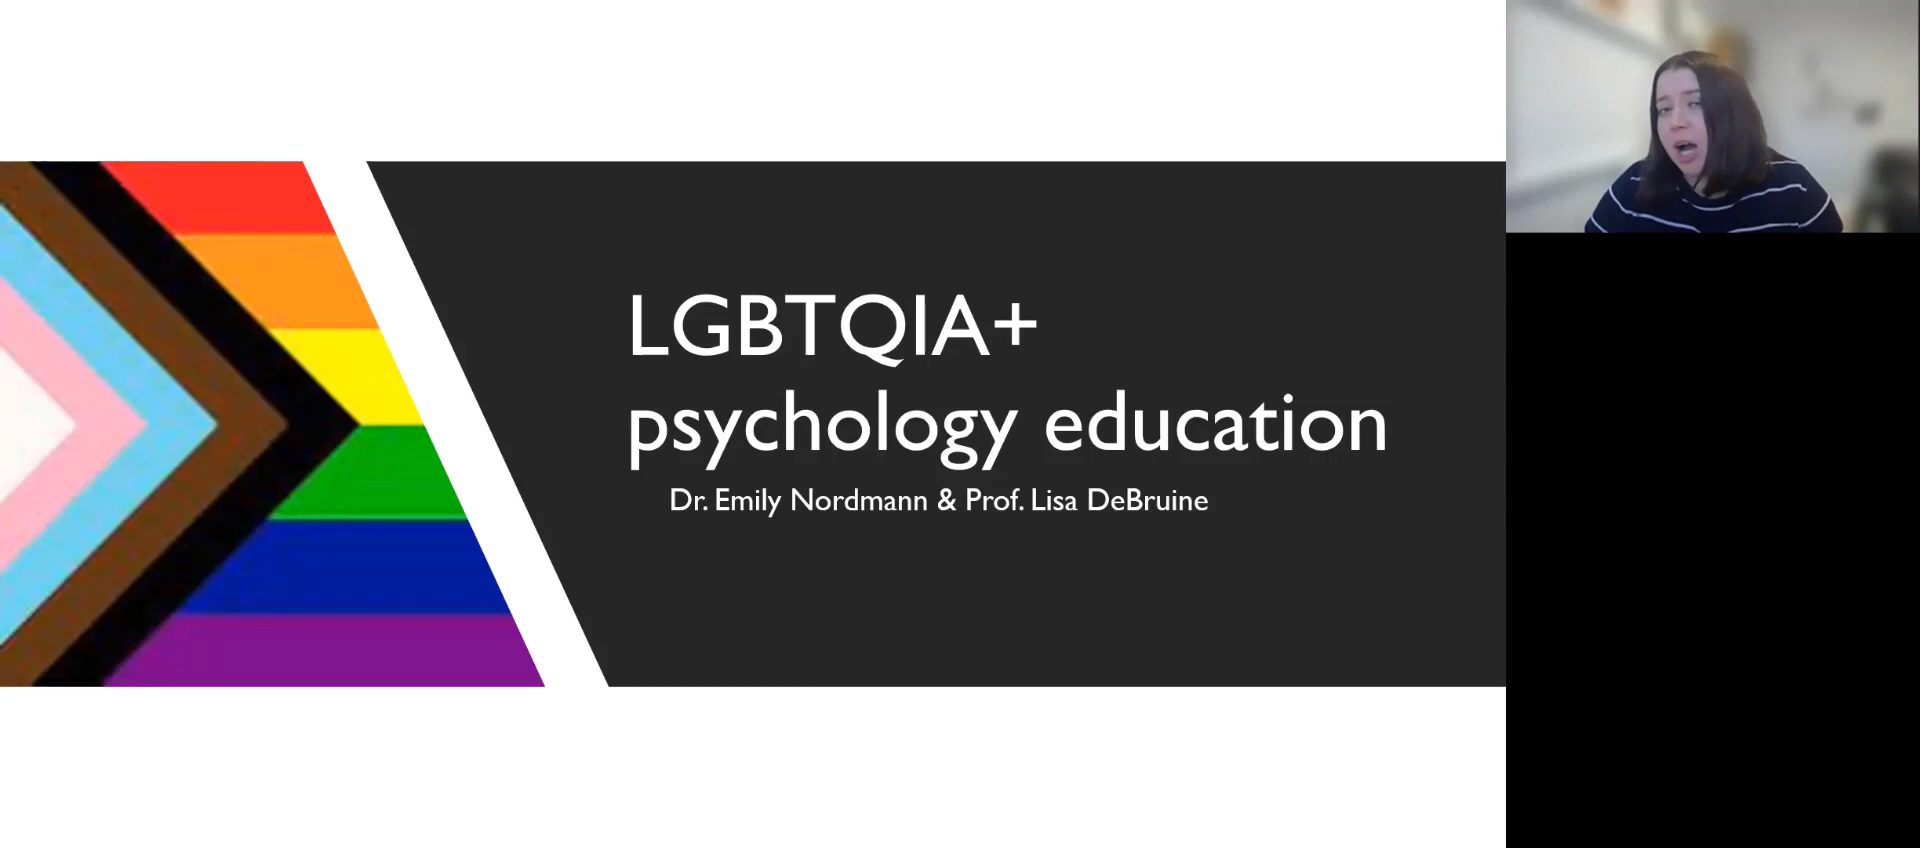 LGBTQIA+
psychology education
Dr. Emily Nordmann & Prof. Lisa DeBruine